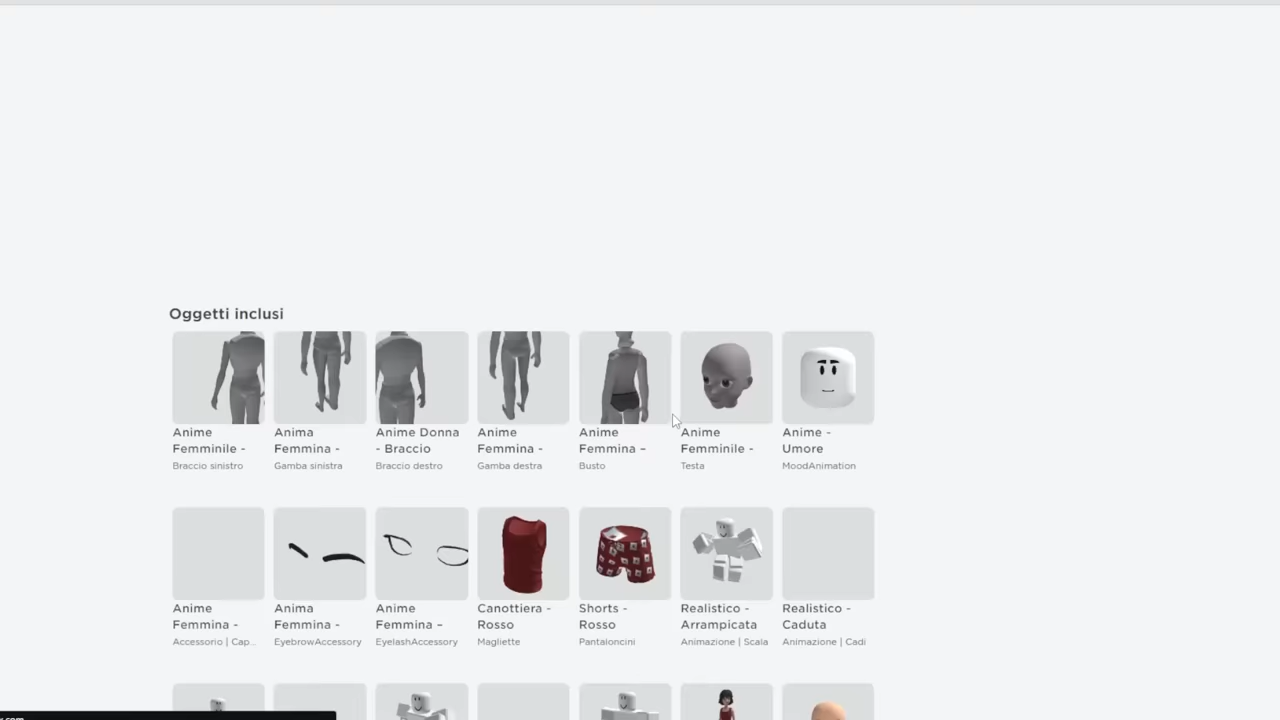 Oggetti inclusi
Anime Femminile - Anima Femmina - Anime Donna - Braccio Anime Femmina - Anime Femmina – Anime Femminile - Anime - Umore
Braccio sinistro Gamba sinistra Braccio destro Gamba destra Busto Testa MoodAnimation
Anime Femmina - Anima Femmina - Anime Femmina – Canottiera - Rosso Shorts - Rosso Realistico - Arrampicata Realistico - Caduta
Accessorio | Cap... EyebrowAccessory EyelashAccessory Magliette Pantaloncini Animazione | Scala Animazione | Cadi